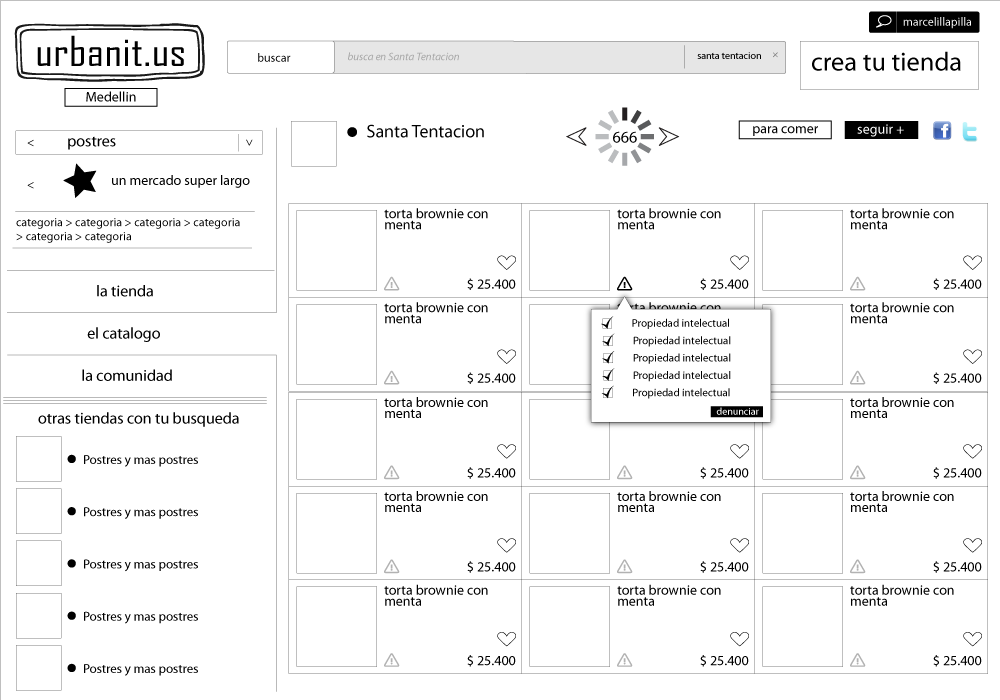 marcelillapilla
urbanit.us
buscar
busca en Santa Tentacion
santa tentacion ×
crea tu tienda
Medellin
< postres v
< un mercado super largo
categoria > categoria > categoria > categoria
> categoria > categoria
la tienda
el catalogo
la comunidad
otras tiendas con tu busqueda
Postres y mas postres
Postres y mas postres
Postres y mas postres
Postres y mas postres
Postres y mas postres
Santa Tentacion
666
para comer
seguir +
f
t
torta brownie con
menta
$ 25.400
torta brownie con
menta
$ 25.400
torta brownie con
menta
$ 25.400
torta brownie con
menta
$ 25.400
torta brownie con
Propiedad intelectual
Propiedad intelectual
Propiedad intelectual
Propiedad intelectual
Propiedad intelectual
denunciar
torta brownie con
menta
$ 25.400
torta brownie con
menta
$ 25.400
$ 25.400
torta brownie con
menta
$ 25.400
torta brownie con
menta
$ 25.400
torta brownie con
menta
$ 25.400
torta brownie con
menta
$ 25.400
torta brownie con
menta
$ 25.400
torta brownie con
menta
$ 25.400
torta brownie con
menta
$ 25.400